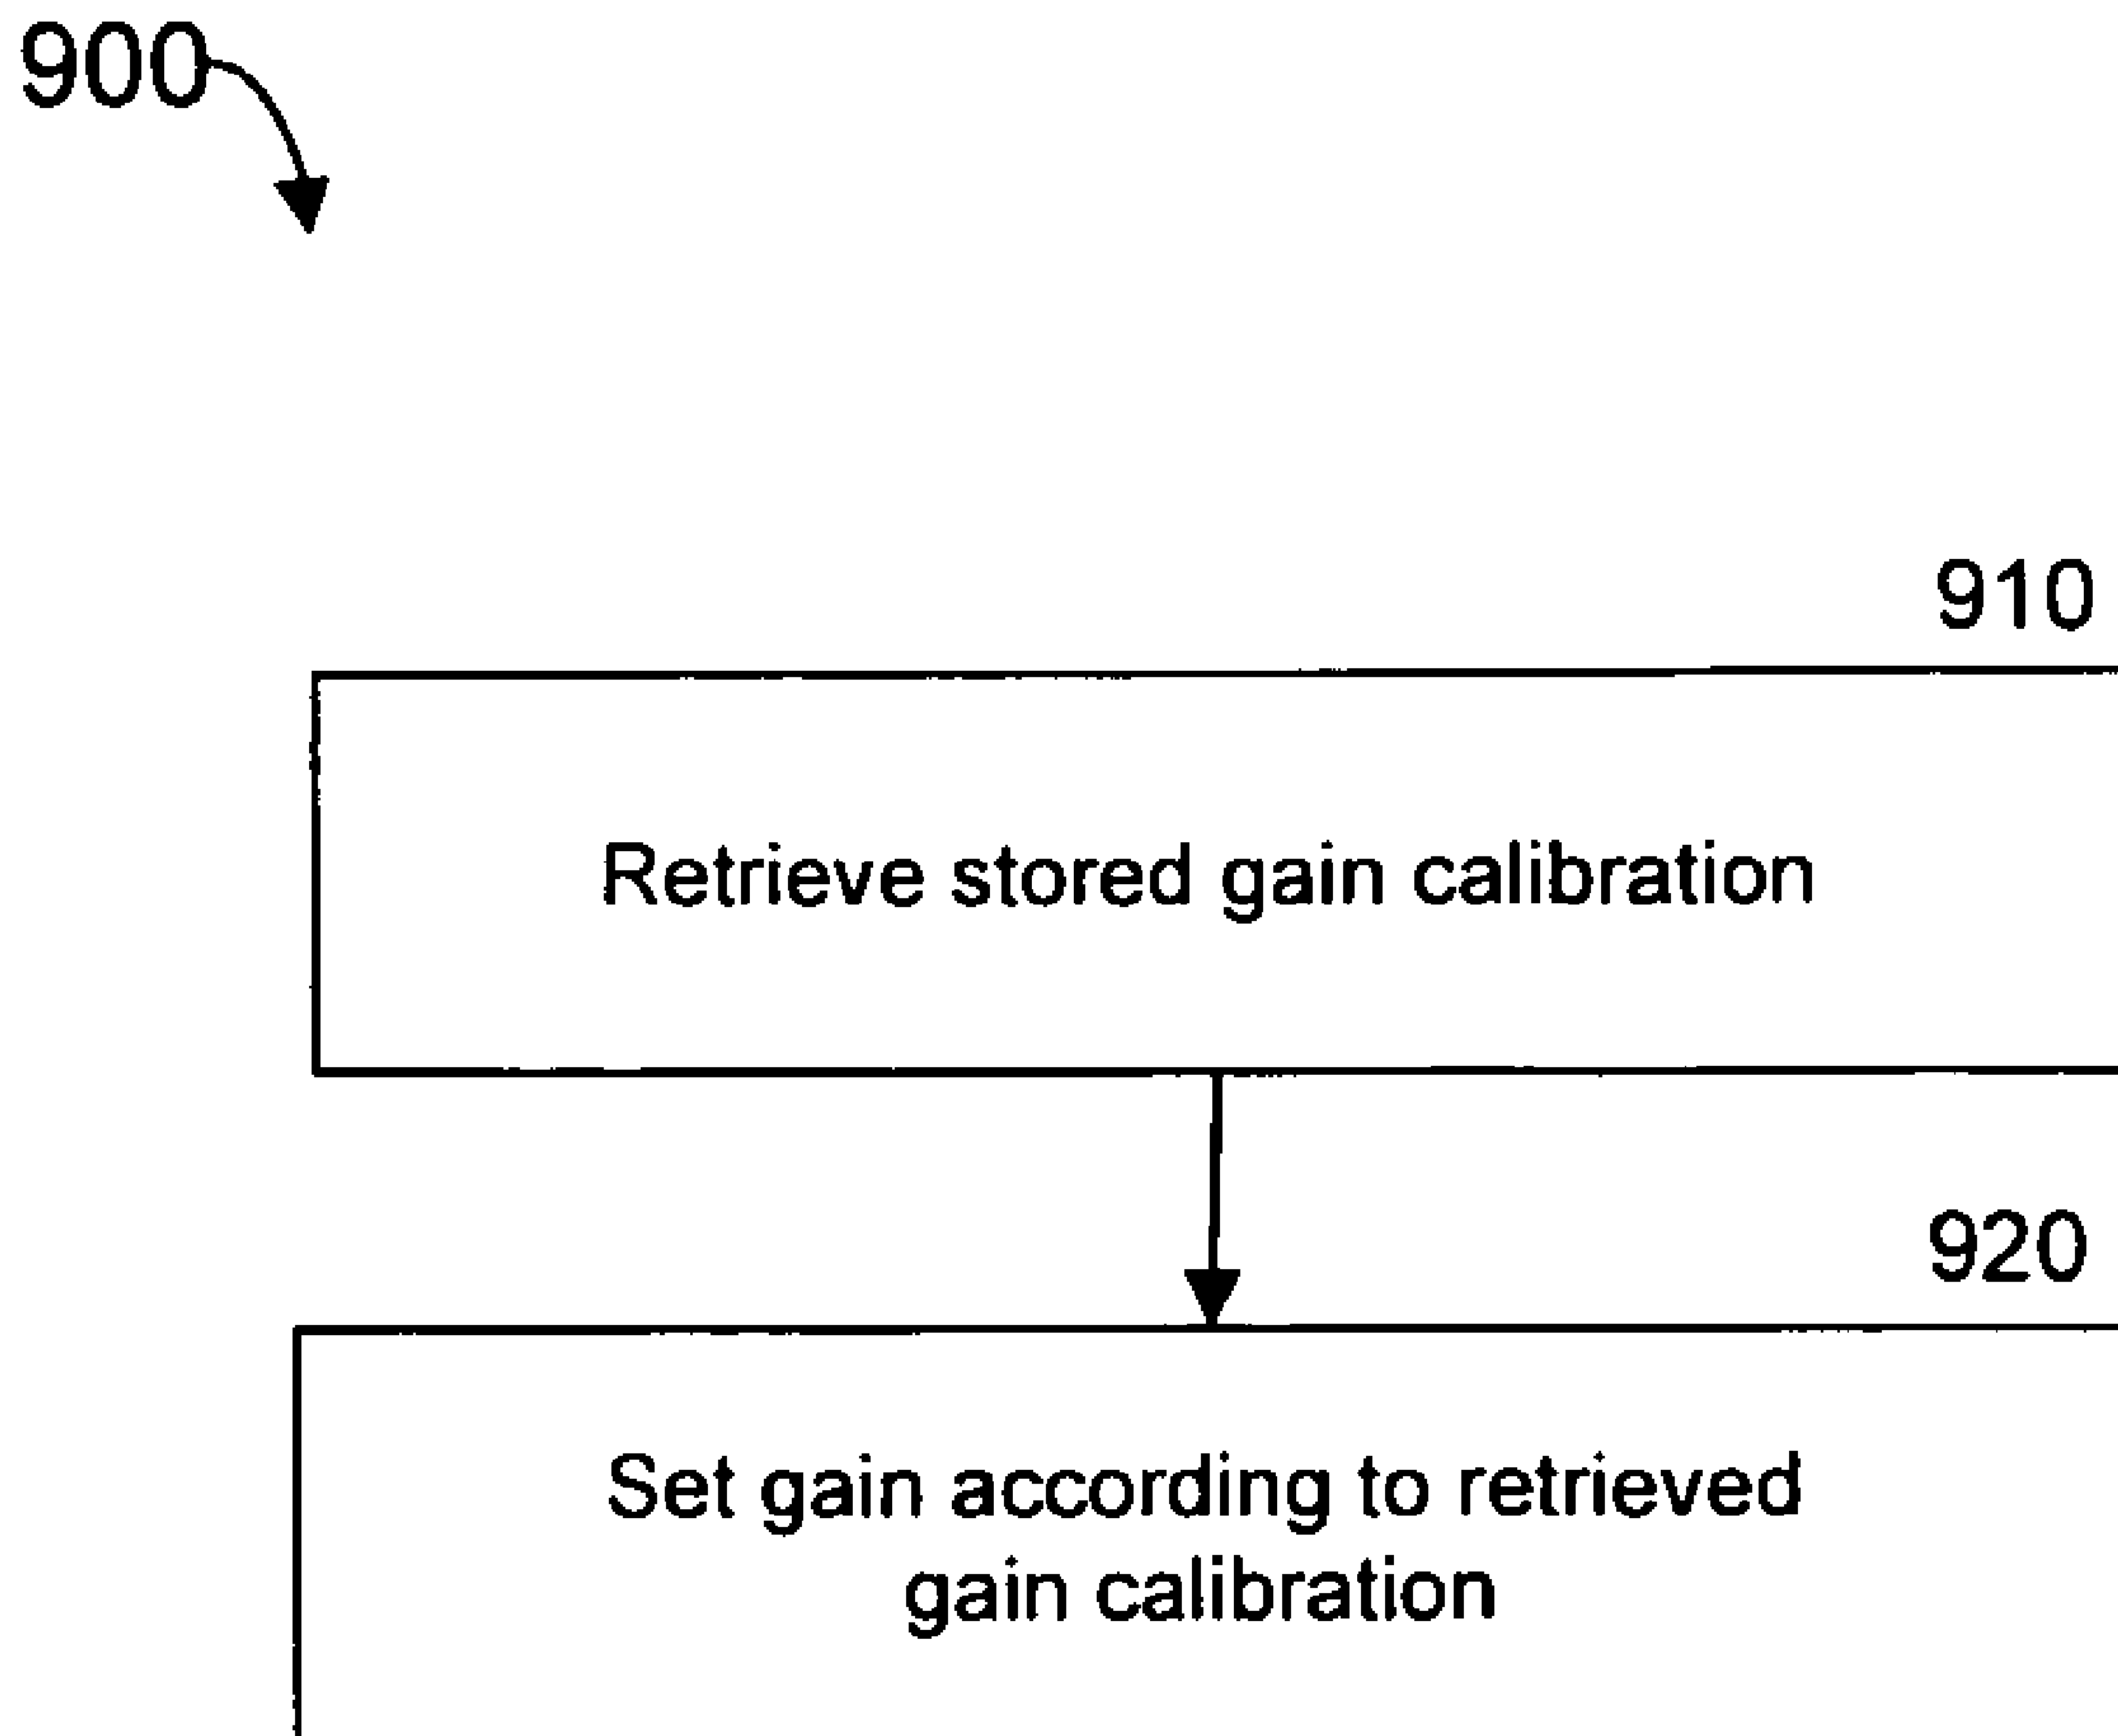 900
910
Retrieve stored gain calibration
920
Set gain according to retrieved
gain calibration